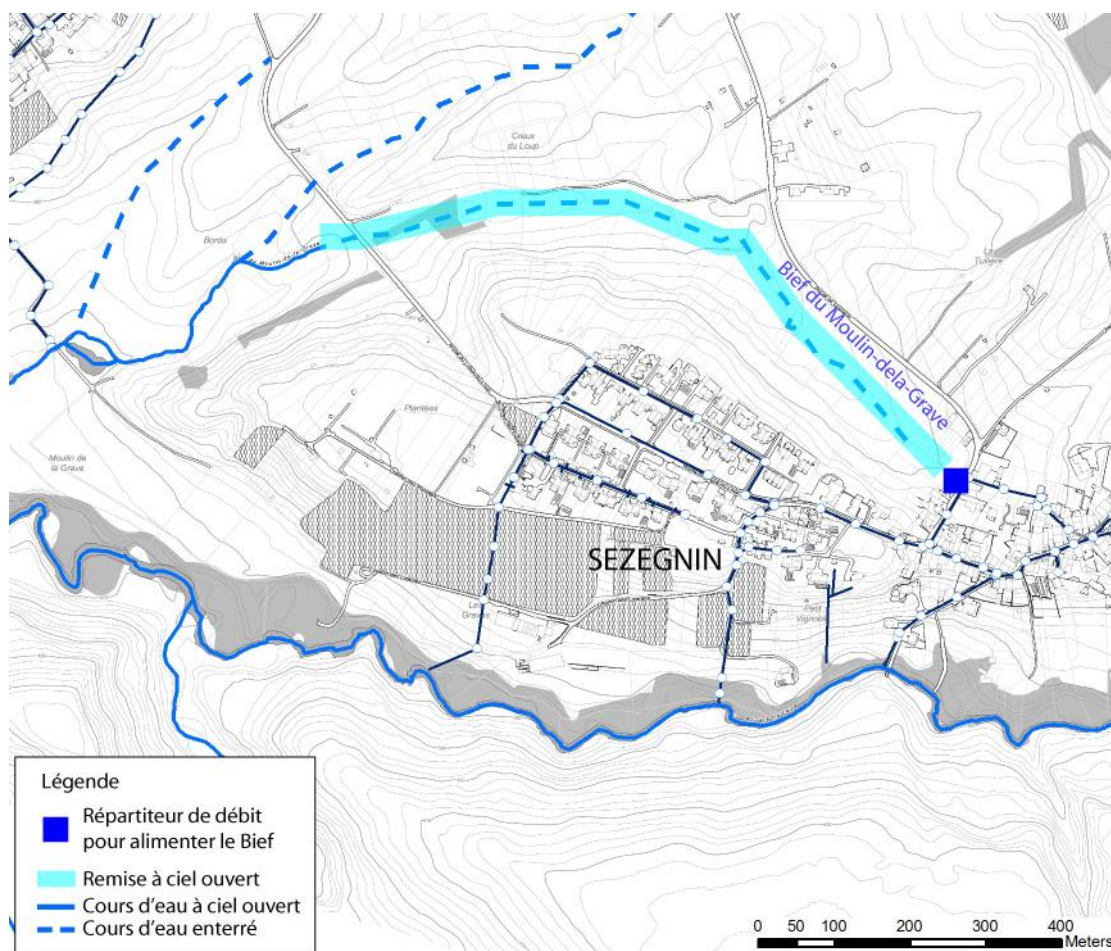 Creux
du Loup
Borda
La
Tuilière
Bief du Moulin-dela-Grave
Plantées
Moulin de
la Grave
SEZEGNIN
Petit
Vignoble
Légende
Répartiteur de débit
pour alimenter le Bief
Remise à ciel ouvert
Cours d'eau à ciel ouvert
Cours d'eau enterré
0 50 100 200 300 400
Meters